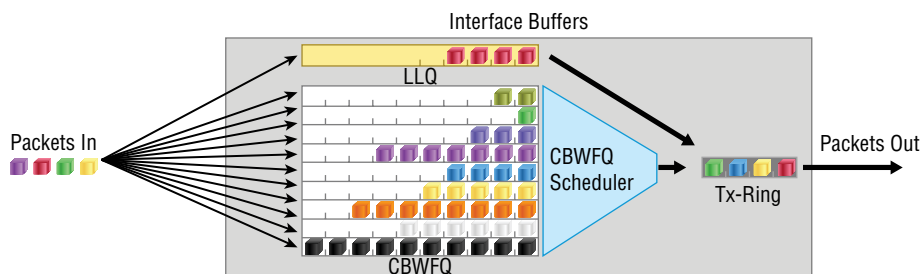 Interface Buffers
LLQ
Packets In
CBWFQ
Scheduler
Packets Out
Tx-Ring
CBWFQ